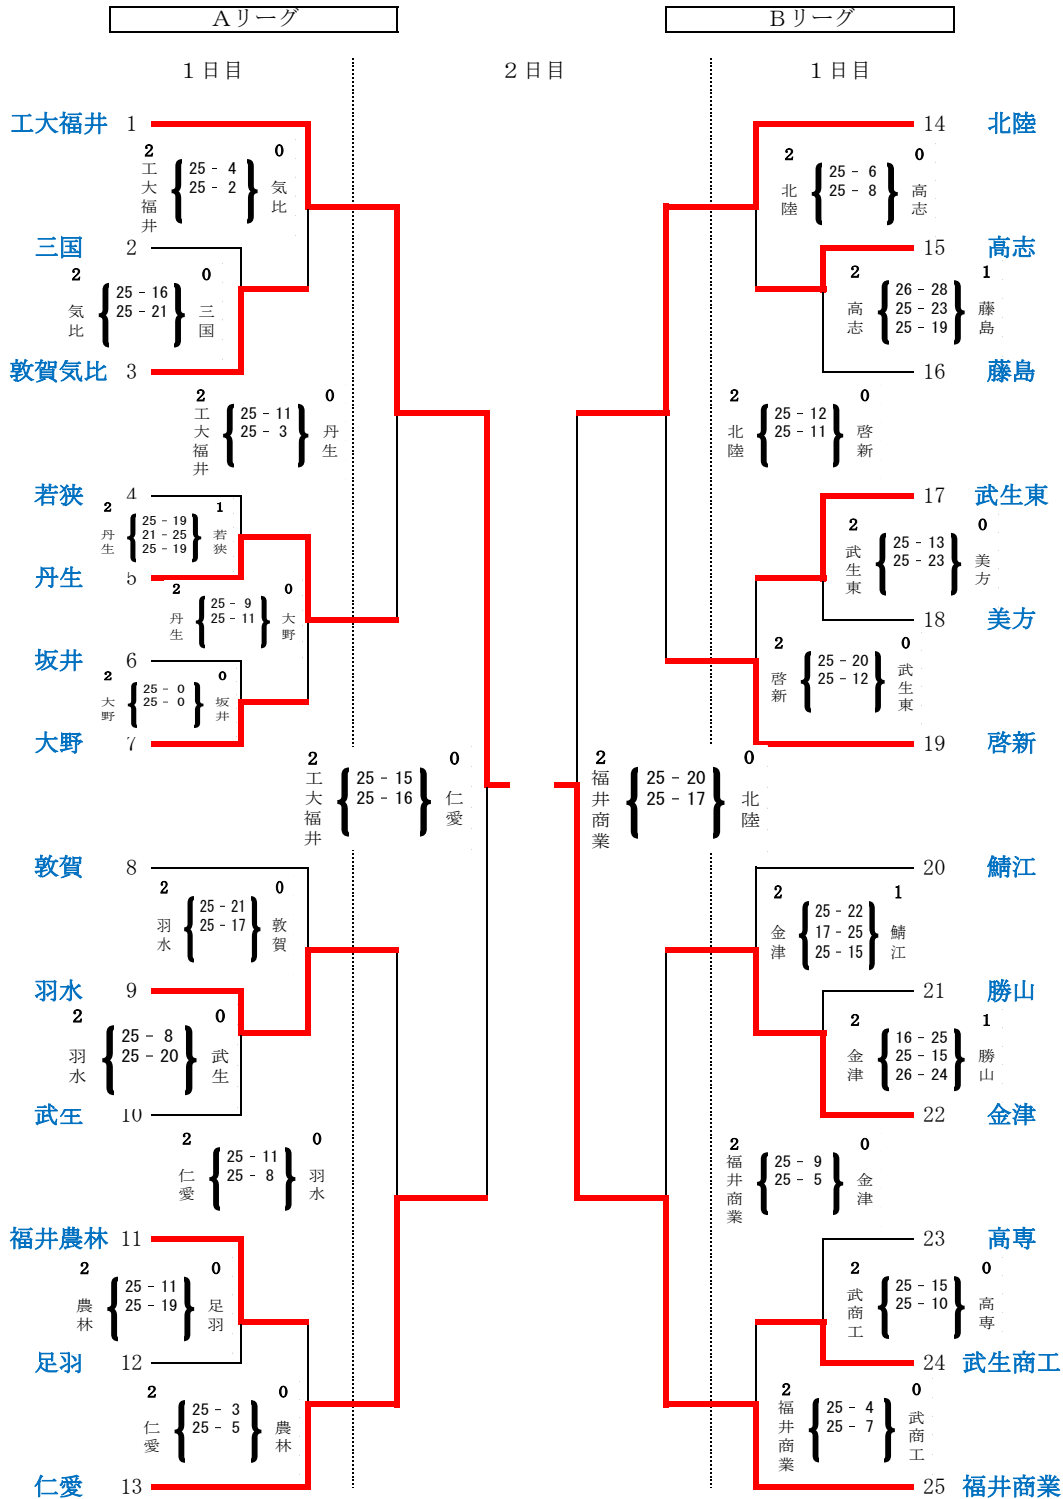 Aリーグ
Bリーグ
1日目
2日目
1日目
工大福井 1
2 0
工大福井 25 - 4 気比
25 - 2
三国 2
2 0
気比 25 - 16 三国
25 - 21
敦賀気比 3
2 0
工大福井 25 - 11 丹生
25 - 3
若狭 4
2 1
丹生 25 - 19 若狭
21 - 25
25 - 19
丹生 5
2 0
丹生 25 - 9 大野
25 - 11
坂井 6
2 0
大野 25 - 0 坂井
25 - 0
大野 7
2 0
工大福井 25 - 15 仁愛
25 - 16
敦賀 8
2 0
羽水 25 - 21 敦賀
25 - 17
羽水 9
2 0
羽水 25 - 8 武生
25 - 20
武生 10
2 0
仁愛 25 - 11 羽水
25 - 8
福井農林 11
2 0
農林 25 - 11 足羽
25 - 19
足羽 12
2 0
仁愛 25 - 3 農林
25 - 5
仁愛 13
14 北陸
2 0
北陸 25 - 6 高志
25 - 8
15 高志
2 1
高志 26 - 28 藤島
25 - 23
25 - 19
16 藤島
2 0
北陸 25 - 12 啓新
25 - 11
17 武生東
2 0
武生東 25 - 13 美方
25 - 23
18 美方
2 0
啓新 25 - 20 武生東
25 - 12
19 啓新
2 0
福井商業 25 - 20 北陸
25 - 17
20 鯖江
2 1
金津 25 - 22 鯖江
17 - 25
25 - 15
21 勝山
2 1
金津 16 - 25 勝山
25 - 15
26 - 24
22 金津
2 0
福井商業 25 - 9 金津
25 - 5
23 高専
2 0
武商工 25 - 15 高専
25 - 10
24 武生商工
2 0
福井商業 25 - 4 武商工
25 - 7
25 福井商業